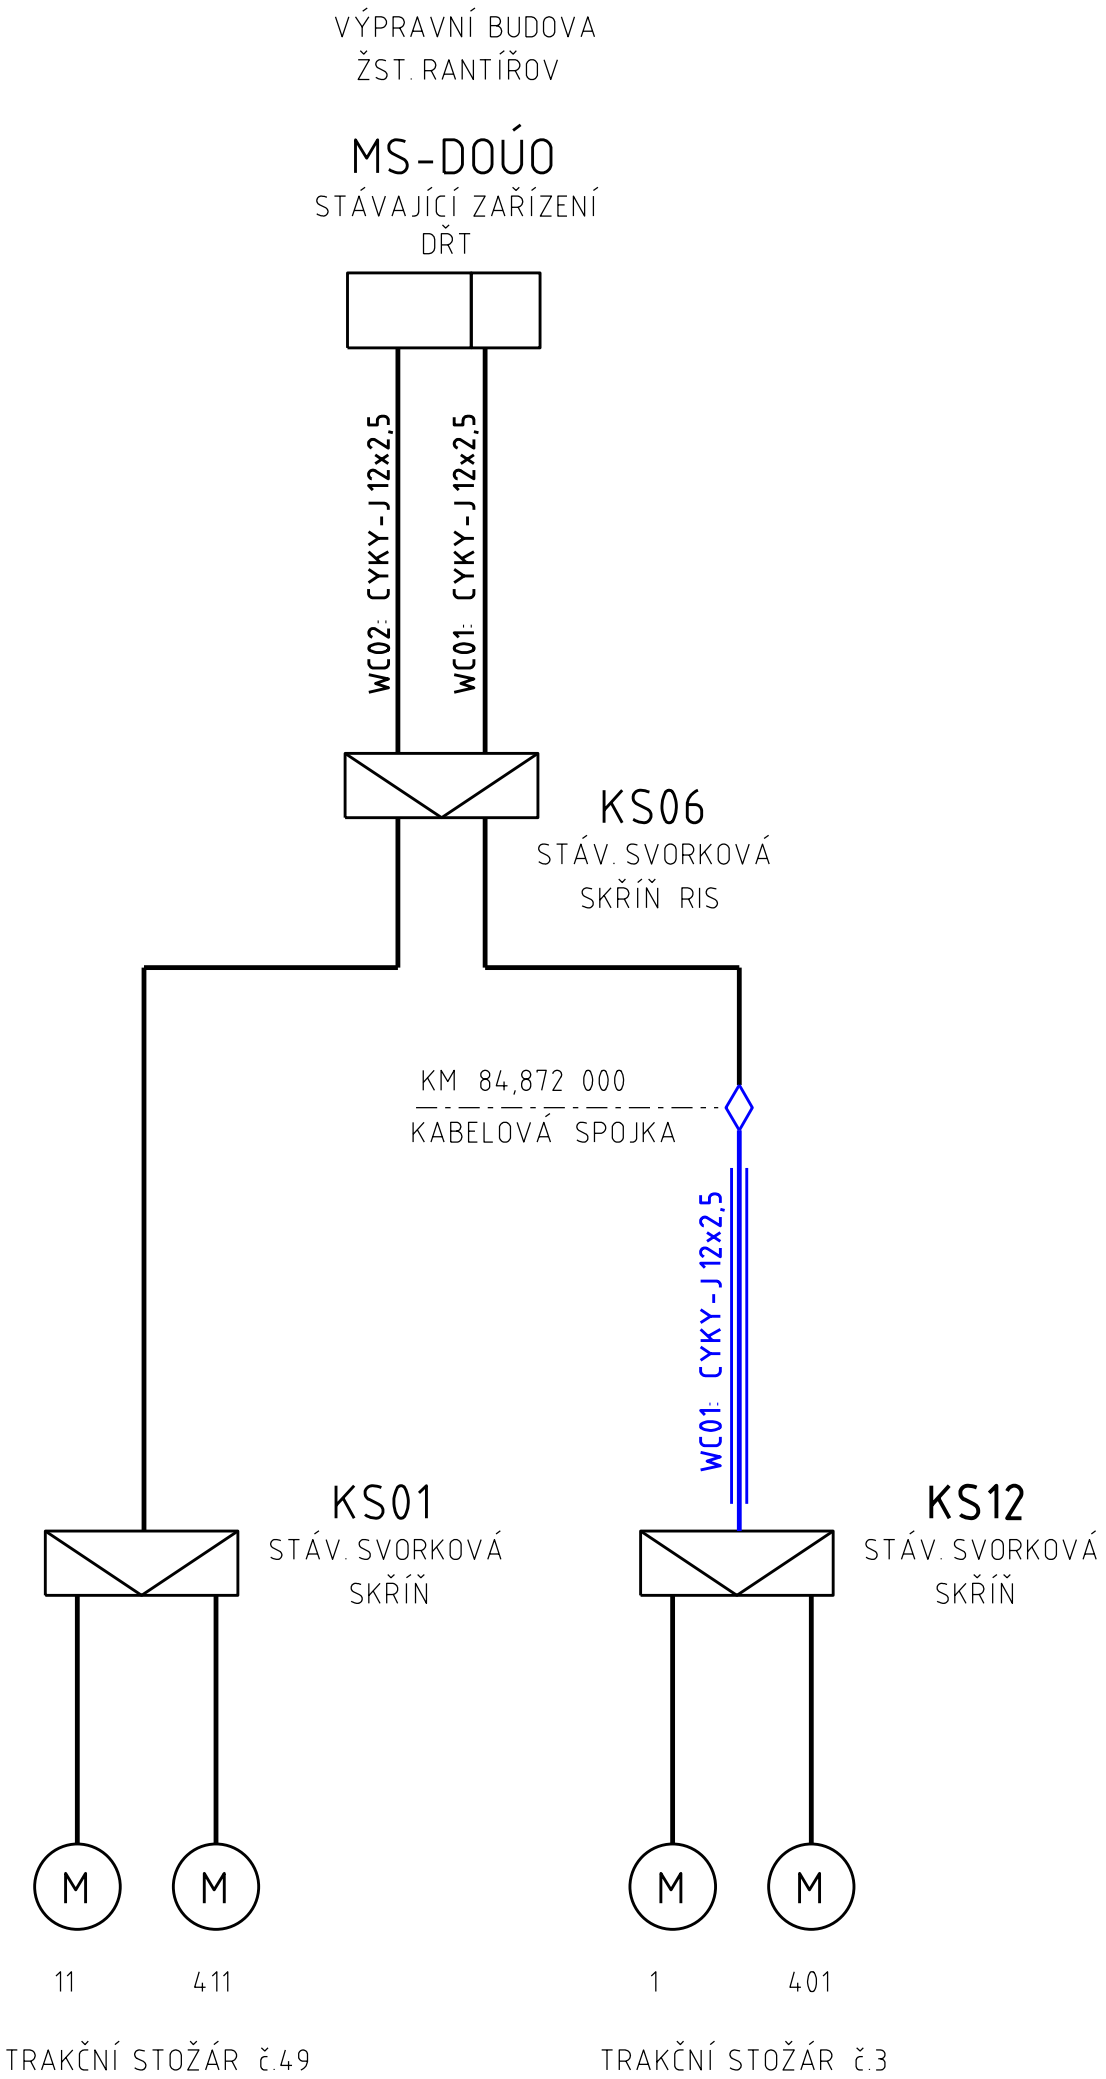 VÝPRAVNÍ BUDOVA
ŽST. RANTÍŘOV
MS-DOÚO
STÁVAJÍCÍ ZAŘÍZENÍ
DŘT
WC02: CYKY-J 12x2,5
WC01: CYKY-J 12x2,5
KS06
STÁV. SVORKOVÁ
SKŘÍŇ RIS
KM 84,872 000
KABELOVÁ SPOJKA
WC01: CYKY-J 12x2,5
KS01
STÁV. SVORKOVÁ
SKŘÍŇ
KS12
STÁV. SVORKOVÁ
SKŘÍŇ
M
M
M
M
11
411
1
401
TRAKČNÍ STOŽÁR č.49
TRAKČNÍ STOŽÁR č.3